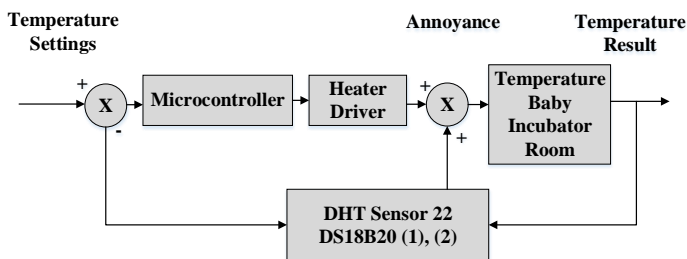 Temperature
Settings
Annoyance
Temperature
Result
+
X
-
Microcontroller
Heater
Driver
+
X
+
Temperature
Baby
Incubator
Room
DHT Sensor 22
DS18B20 (1), (2)